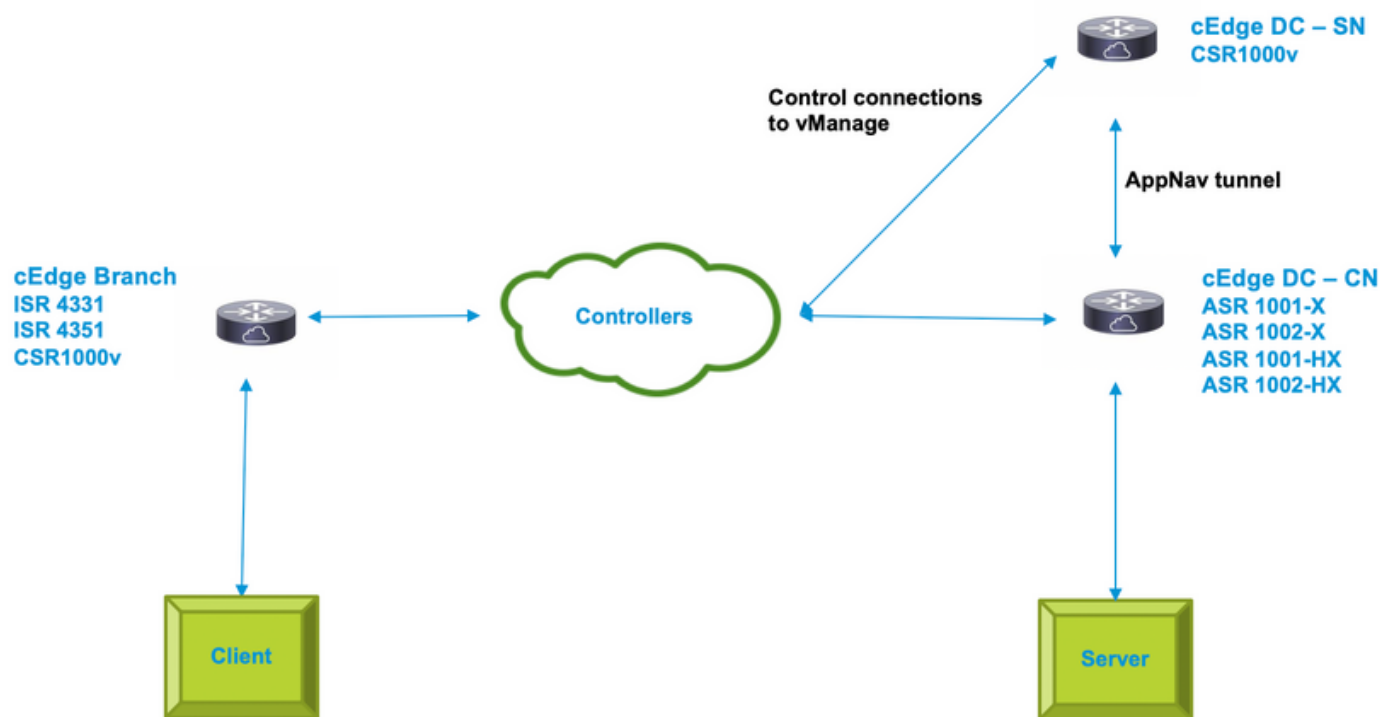 cEdge DC – SN
CSR1000v
Control connections
to vManage
AppNav tunnel
cEdge Branch
ISR 4331
ISR 4351
CSR1000v
Controllers
cEdge DC – CN
ASR 1001-X
ASR 1002-X
ASR 1001-HX
ASR 1002-HX
Client
Server